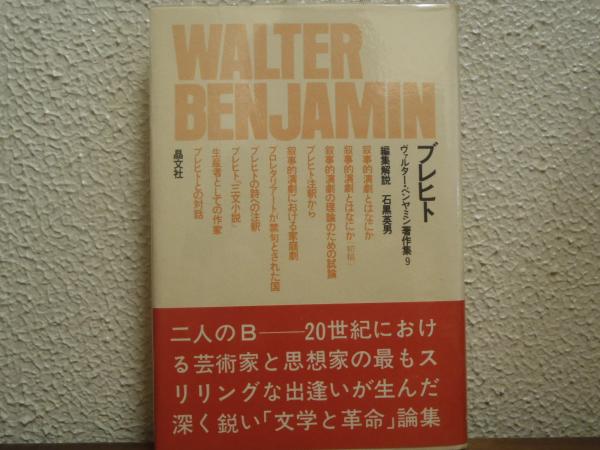 WALTER
BENJAMIN
ブレヒト
ヴァルター・ベンヤミン著作集9
編集解説 石黒英男
叙事的演劇とはなにか
叙事的演劇とはなにか[初稿]
叙事的演劇の理論のための試論
ブレヒト注釈から
叙事的演劇における家庭劇
プロレタリアートが禁句とされた国
ブレヒトの詩への注釈
ブレヒト「三文小説」
生産者としての作家
ブレヒトとの対話
晶文社
二人のB――20世紀におけ
る芸術家と思想家の最もス
リリングな出逢いが生んだ
深く鋭い「文学と革命」論集